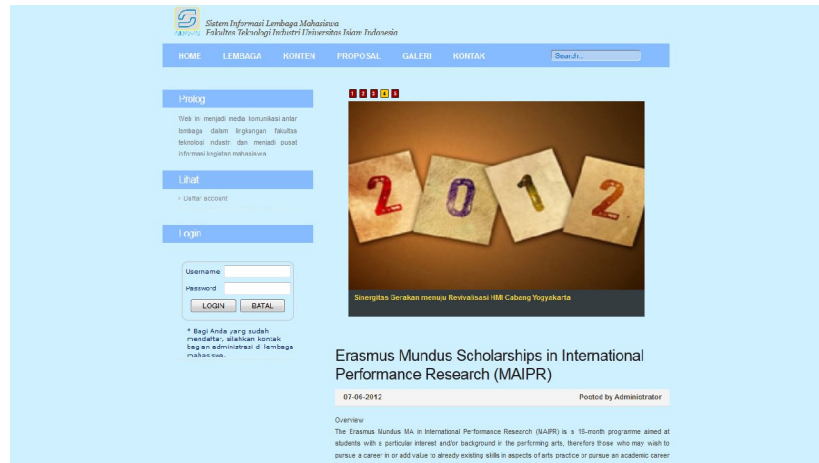 Sistem Informasi Lembaga Mahasiswa
Fakultas Teknologi Industri Universitas Islam Indonesia
HOME LEMBAGA KONTEN PROPOSAL GALERI KONTAK Search...
Prolog
Web ini menjadi media komunikasi antar
lembaga dalam lingkungan fakultas
teknologi industri dan menjadi pusat
informasi kegiatan mahasiswa
Lihat
Daftar account
Login
Username
Password
LOGIN BATAL
* Bagi Anda yang sudah
mendaftar, silahkan kontak
bagian administrasi di lembaga
mahasiswa.
1 2 3 4 5
2012
Sinergitas Gerakan menuju Revivalisasi HMI Cabang Yogyakarta
Erasmus Mundus Scholarships in International
Performance Research (MAIPR)
07-06-2012 Posted by Administrator
Overview
The Erasmus Mundus MA in International Performance Research (MAIPR) is a 16-month programme aimed at
students with a particular interest and/or background in the performing arts, therefore those who may wish to
pursue a career in or add value to already existing skills in aspects of arts practice or pursue an academic career